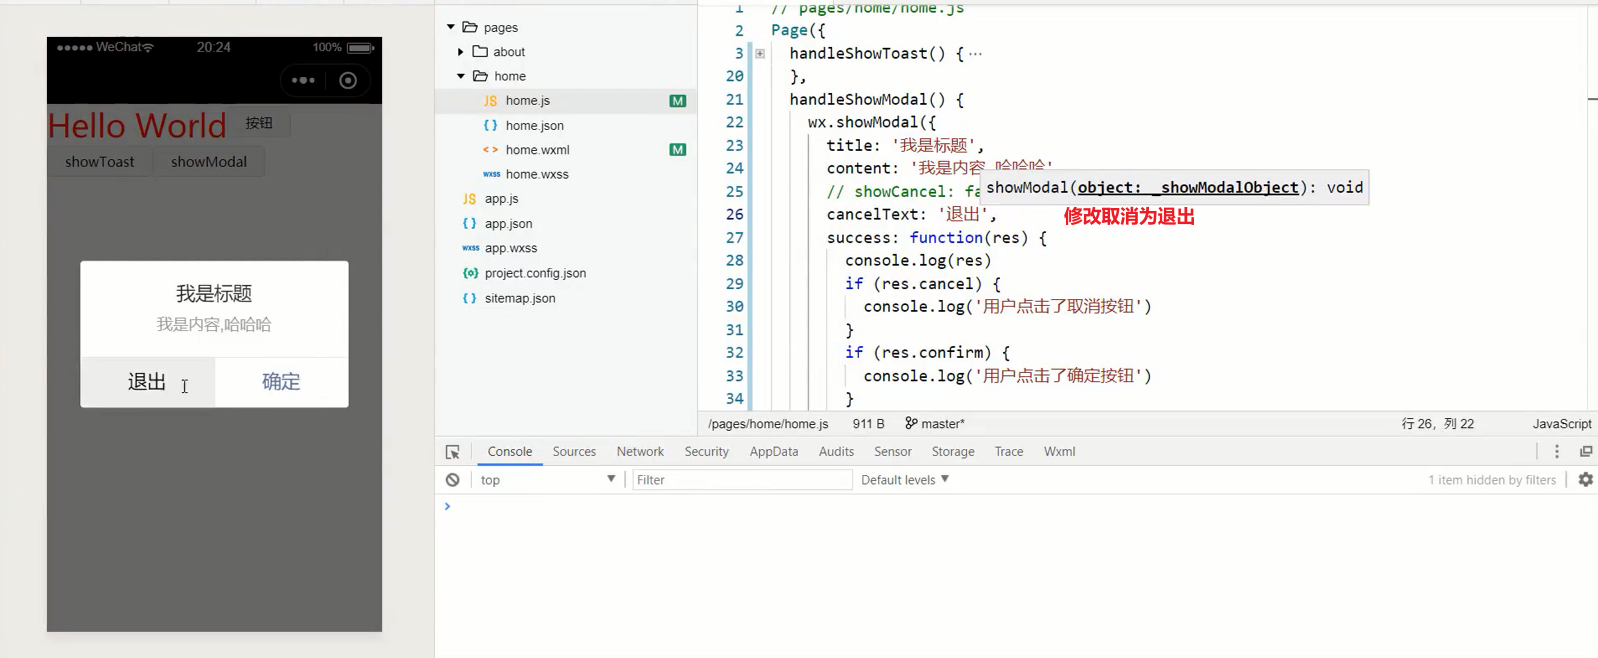 WeChat
20:24
100%
Hello World
按钮
showToast
showModal
我是标题
我是内容,哈哈哈
退出
确定
pages
about
home
JS home.js M
{ } home.json
< > home.wxml M
wxss home.wxss
JS app.js
{ } app.json
wxss app.wxss
{o} project.config.json
{ } sitemap.json
1 // pages/home/home.js
2 Page({
3 handleShowToast() { ···
20 },
21 handleShowModal() {
22 wx.showModal({
23 title: '我是标题',
24 content: '我是内容,哈哈哈',
25 // showCancel: fa
showModal(object: _showModalObject): void
26 cancelText: '退出',
修改取消为退出
27 success: function(res) {
28 console.log(res)
29 if (res.cancel) {
30 console.log('用户点击了取消按钮')
31 }
32 if (res.confirm) {
33 console.log('用户点击了确定按钮')
34 }
/pages/home/home.js 911 B master* 行 26，列 22 JavaScript
Console Sources Network Security AppData Audits Sensor Storage Trace Wxml
top Filter Default levels 1 item hidden by filters